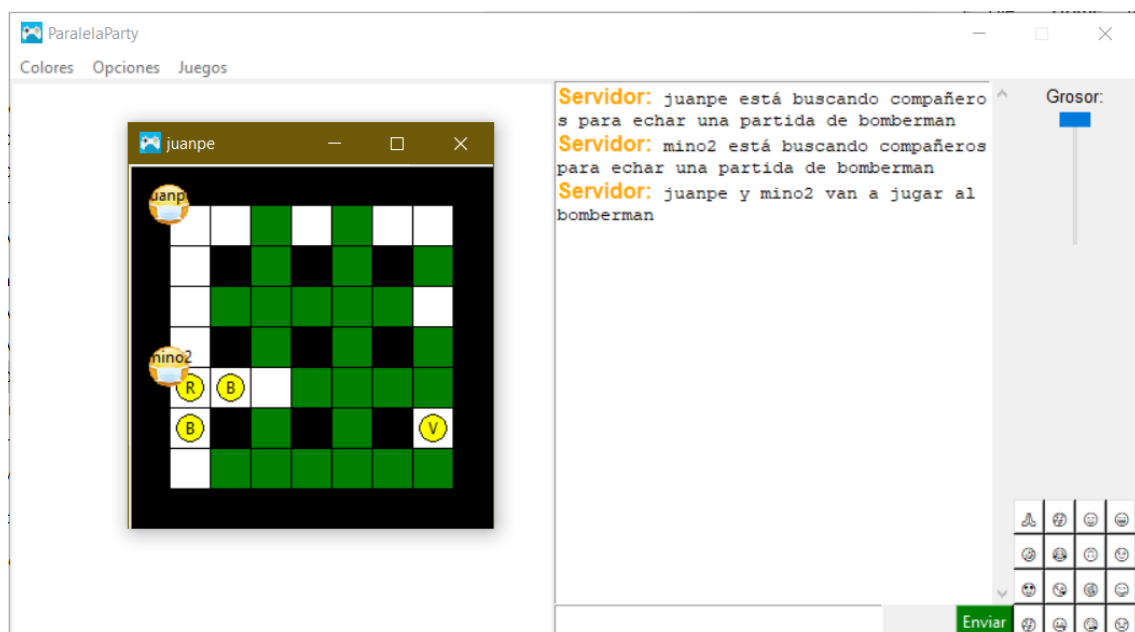 ParalelaParty
Colores Opciones Juegos
Servidor: juanpe está buscando compañero
s para echar una partida de bomberman
Servidor: mino2 está buscando compañeros
para echar una partida de bomberman
Servidor: juanpe y mino2 van a jugar al
bomberman
Grosor:
juanpe
mino2
R B
B V
Enviar